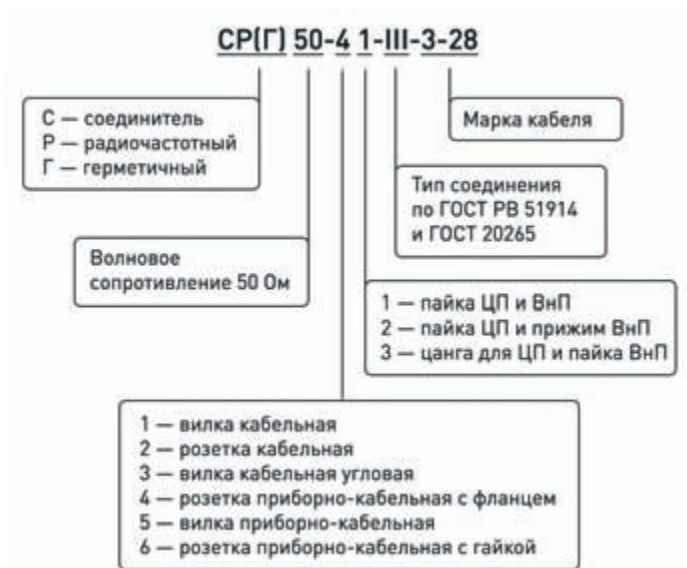 СР(Г) 50-4 1-III-3-28
С — соединитель
Р — радиочастотный
Г — герметичный
Марка кабеля
Тип соединения
по ГОСТ РВ 51914
и ГОСТ 20265
Волновое
сопротивление 50 Ом
1 — пайка ЦП и ВнП
2 — пайка ЦП и прижим ВнП
3 — цанга для ЦП и пайка ВнП
1 — вилка кабельная
2 — розетка кабельная
3 — вилка кабельная угловая
4 — розетка приборно-кабельная с фланцем
5 — вилка приборно-кабельная
6 — розетка приборно-кабельная с гайкой